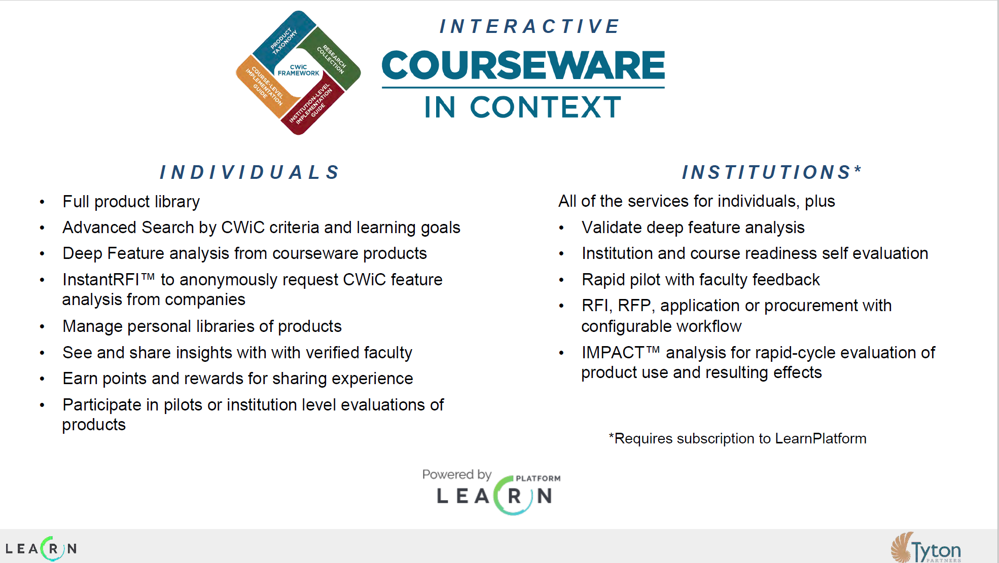 PRODUCT
TAXONOMY
RESEARCH
COLLECTION
CWiC
FRAMEWORK
COURSE-LEVEL
IMPLEMENTATION
GUIDE
INSTITUTION-LEVEL
IMPLEMENTATION
GUIDE
INTERACTIVE
COURSEWARE
IN CONTEXT
INDIVIDUALS
• Full product library
• Advanced Search by CWiC criteria and learning goals
• Deep Feature analysis from courseware products
• InstantRFI™ to anonymously request CWiC feature
analysis from companies
• Manage personal libraries of products
• See and share insights with with verified faculty
• Earn points and rewards for sharing experience
• Participate in pilots or institution level evaluations of
products
INSTITUTIONS*
All of the services for individuals, plus
• Validate deep feature analysis
• Institution and course readiness self evaluation
• Rapid pilot with faculty feedback
• RFI, RFP, application or procurement with
configurable workflow
• IMPACT™ analysis for rapid-cycle evaluation of
product use and resulting effects
*Requires subscription to LearnPlatform
Powered by
PLATFORM
LEARN
LEARN
Tyton
PARTNERS